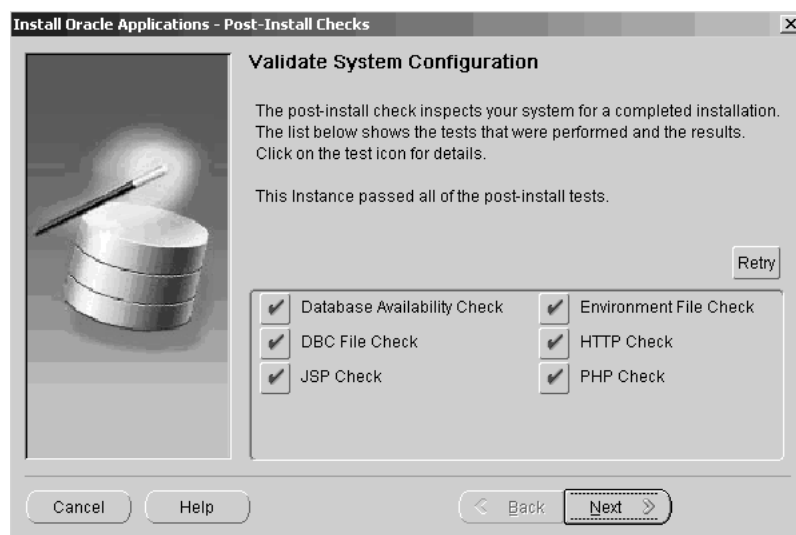 Install Oracle Applications - Post-Install Checks
Validate System Configuration
The post-install check inspects your system for a completed installation.
The list below shows the tests that were performed and the results.
Click on the test icon for details.
This Instance passed all of the post-install tests.
Retry
Database Availability Check
Environment File Check
DBC File Check
HTTP Check
JSP Check
PHP Check
Cancel
Help
Back
Next